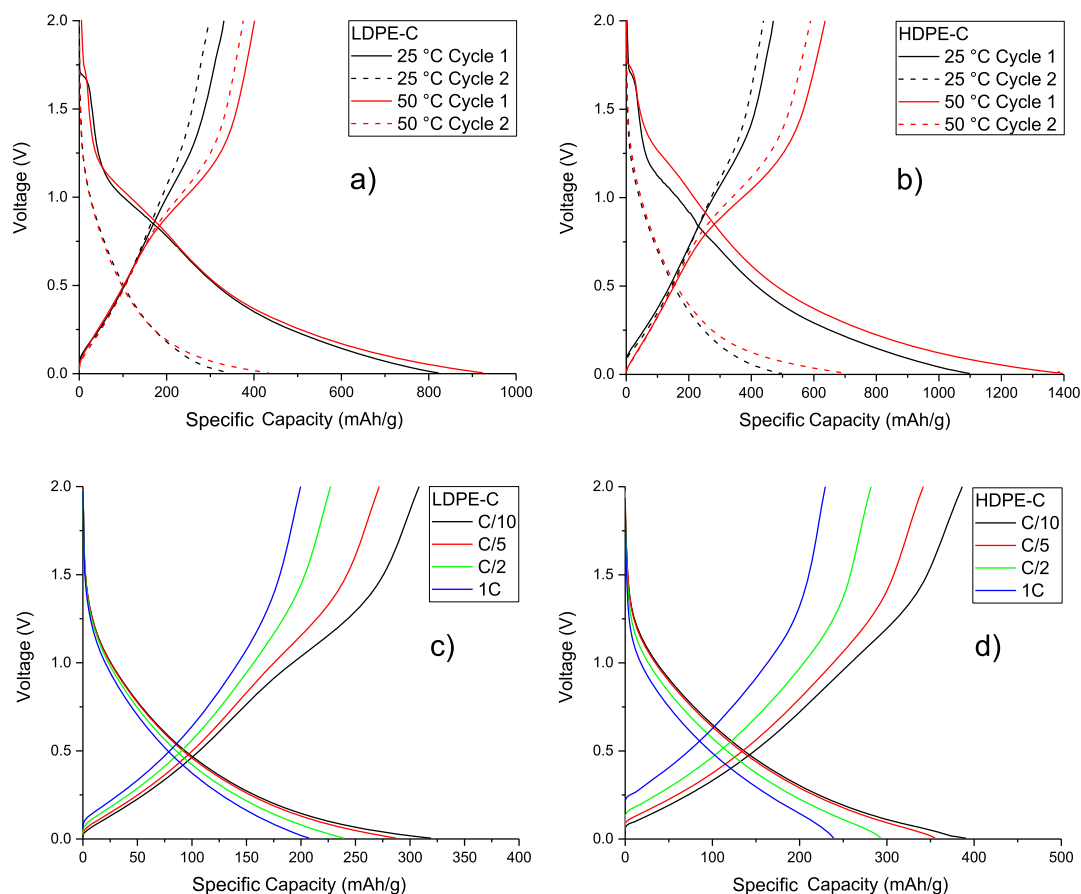 LDPE-C
25 °C Cycle 1
25 °C Cycle 2
50 °C Cycle 1
50 °C Cycle 2
a)
2.0
1.5
1.0
0.5
0.0
Voltage (V)
0 200 400 600 800 1000
Specific Capacity (mAh/g)
HDPE-C
25 °C Cycle 1
25 °C Cycle 2
50 °C Cycle 1
50 °C Cycle 2
b)
2.0
1.5
1.0
0.5
0.0
Voltage (V)
0 200 400 600 800 1000 1200 1400
Specific Capacity (mAh/g)
LDPE-C
C/10
C/5
C/2
1C
c)
2.0
1.5
1.0
0.5
0.0
Voltage (V)
0 50 100 150 200 250 300 350 400
Specific Capacity (mAh/g)
HDPE-C
C/10
C/5
C/2
1C
d)
2.0
1.5
1.0
0.5
0.0
Voltage (V)
0 100 200 300 400 500
Specific Capacity (mAh/g)